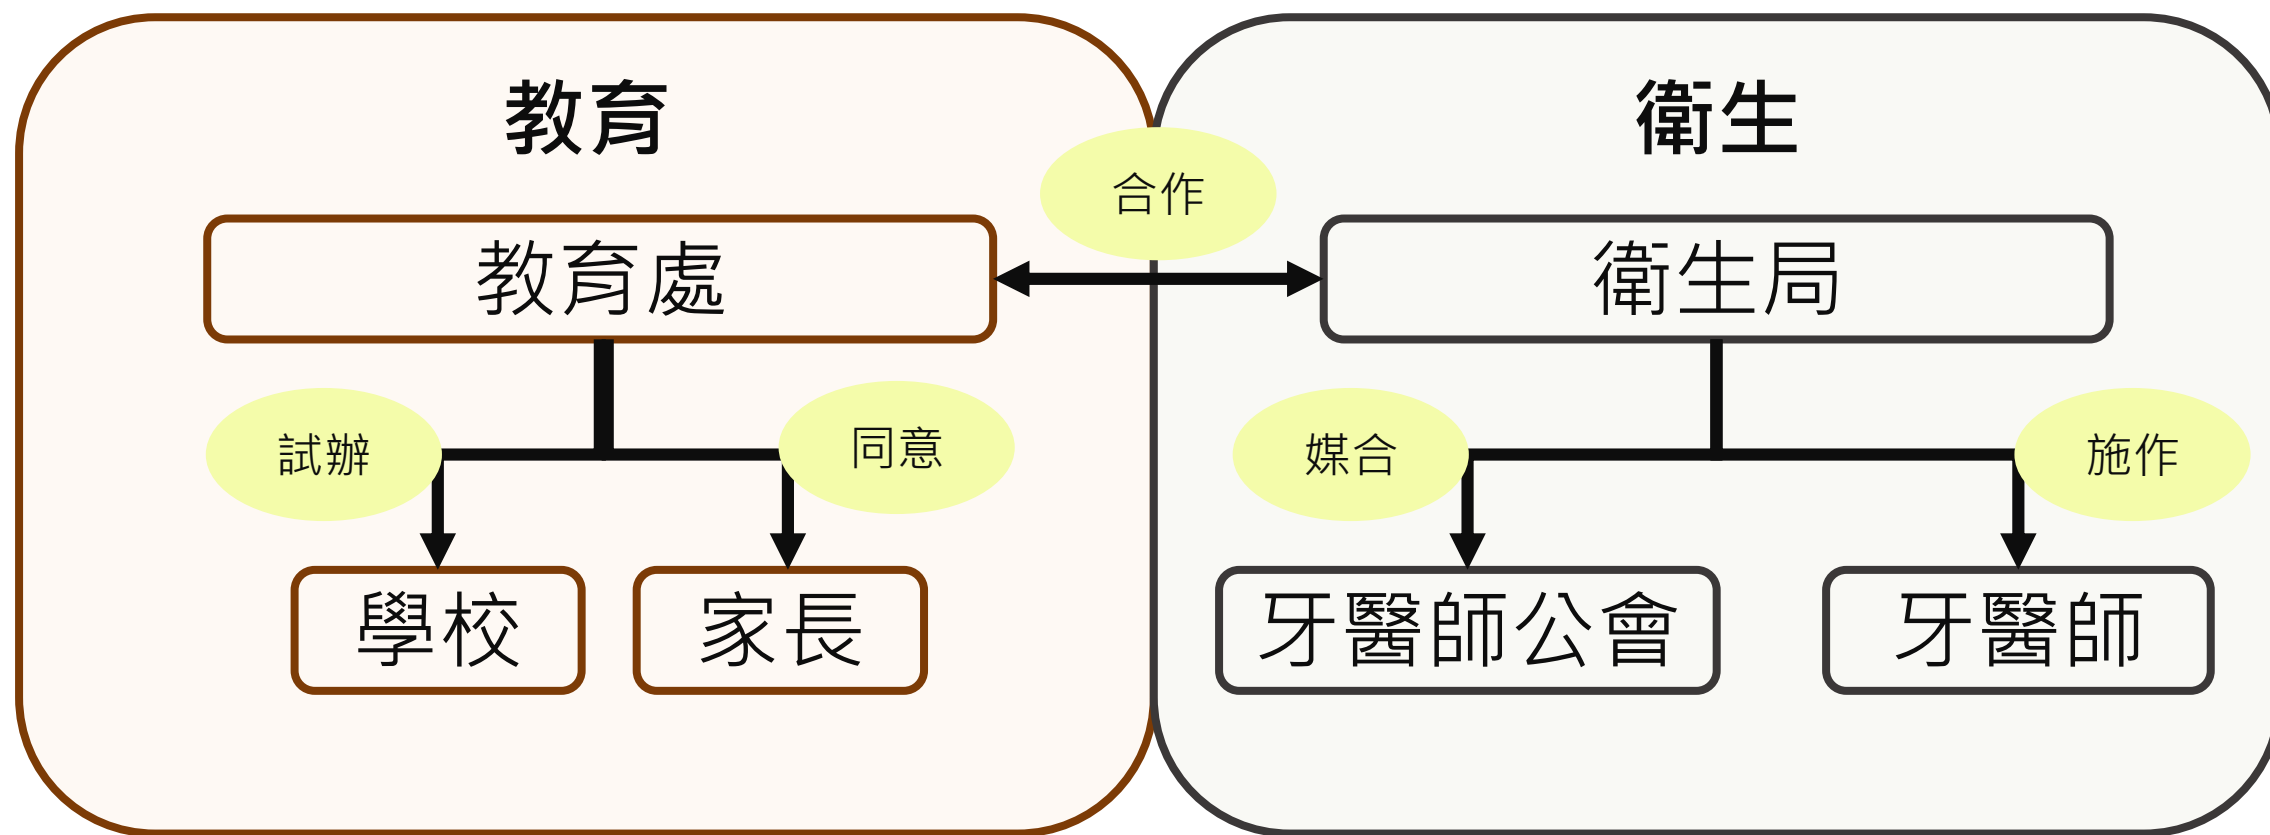 教育
衛生
合作
教育處
衛生局
試辦
同意
媒合
施作
學校
家長
牙醫師公會
牙醫師